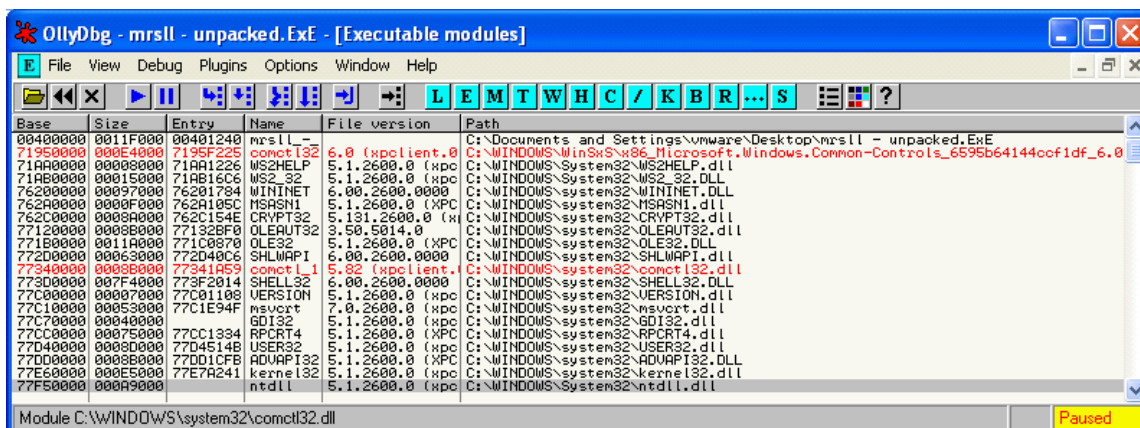 OllyDbg - mrsll - unpacked.ExE - [Executable modules]
E File View Debug Plugins Options Window Help
L E M T W H C / K B R ... S ?
Base Size Entry Name File version Path
00400000 0011F000 00401240 mrsll_-_ C:\Documents and Settings\vmware\Desktop\mrsll - unpacked.ExE
71950000 000E4000 7195F225 comctl32 6.0 (xpclient.0 C:\WINDOWS\WinSxS\x86_Microsoft.Windows.Common-Controls_6595b64144ccf1df_6.0
71AA0000 00008000 71AA1226 WS2HELP 5.1.2600.0 (xpc C:\WINDOWS\System32\WS2HELP.dll
71AB0000 00015000 71AB16C6 WS2_32 5.1.2600.0 (xpc C:\WINDOWS\System32\WS2_32.DLL
76200000 00097000 76201784 WININET 6.00.2600.0000 C:\WINDOWS\system32\WININET.DLL
762A0000 0000F000 762A105C MSASN1 5.1.2600.0 (xpc C:\WINDOWS\system32\MSASN1.dll
762C0000 0008A000 762C154E CRYPT32 5.131.2600.0 (x C:\WINDOWS\system32\CRYPT32.dll
77120000 0008B000 77132BF0 OLEAUT32 3.50.5014.0 C:\WINDOWS\system32\OLEAUT32.dll
771B0000 0011A000 771C0870 OLE32 5.1.2600.0 (XPC C:\WINDOWS\system32\OLE32.DLL
772D0000 00063000 772D40C6 SHLWAPI 6.00.2600.0000 C:\WINDOWS\system32\SHLWAPI.dll
77340000 0008B000 77341A59 comctl_1 5.82 (xpclient. C:\WINDOWS\system32\comctl32.dll
773D0000 007F4000 773F2014 SHELL32 6.00.2600.0000 C:\WINDOWS\system32\SHELL32.DLL
77C00000 00007000 77C01108 VERSION 5.1.2600.0 (xpc C:\WINDOWS\system32\VERSION.dll
77C10000 00053000 77C1E94F msvcrt 7.0.2600.0 (xpc C:\WINDOWS\system32\msvcrt.dll
77C70000 00040000 GDI32 5.1.2600.0 (xpc C:\WINDOWS\system32\GDI32.dll
77CC0000 00075000 77CC1334 RPCRT4 5.1.2600.0 (xpc C:\WINDOWS\system32\RPCRT4.dll
77D40000 0008D000 77D4514B USER32 5.1.2600.0 (xpc C:\WINDOWS\system32\USER32.dll
77DD0000 0008B000 77DD1CFB ADVAPI32 5.1.2600.0 (XPC C:\WINDOWS\system32\ADVAPI32.DLL
77E60000 000E5000 77E7A241 kernel32 5.1.2600.0 (xpc C:\WINDOWS\system32\kernel32.dll
77F50000 000A9000 ntdll 5.1.2600.0 (xpc C:\WINDOWS\System32\ntdll.dll
Module C:\WINDOWS\system32\comctl32.dll Paused